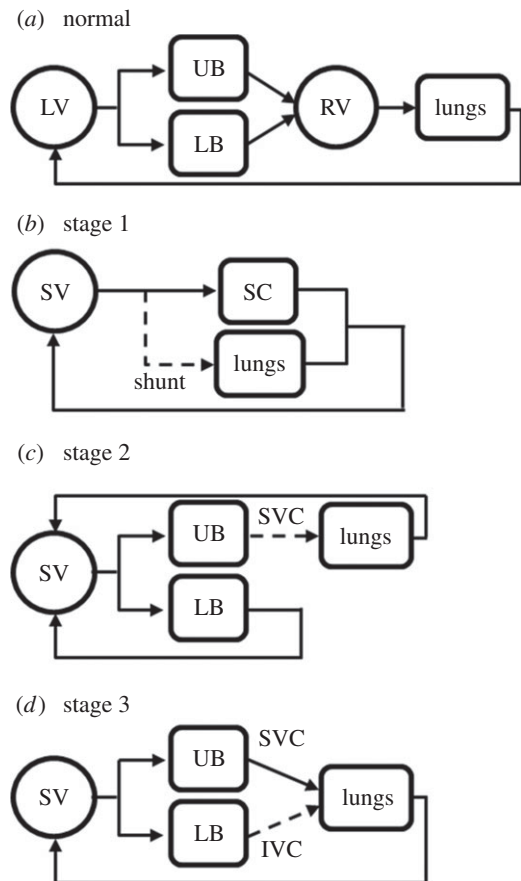 (a) normal
UB
LV RV lungs
LB
(b) stage 1
SV SC
lungs
shunt
(c) stage 2
SVC
UB lungs
SV
LB
(d) stage 3
SVC
UB
SV lungs
LB
IVC